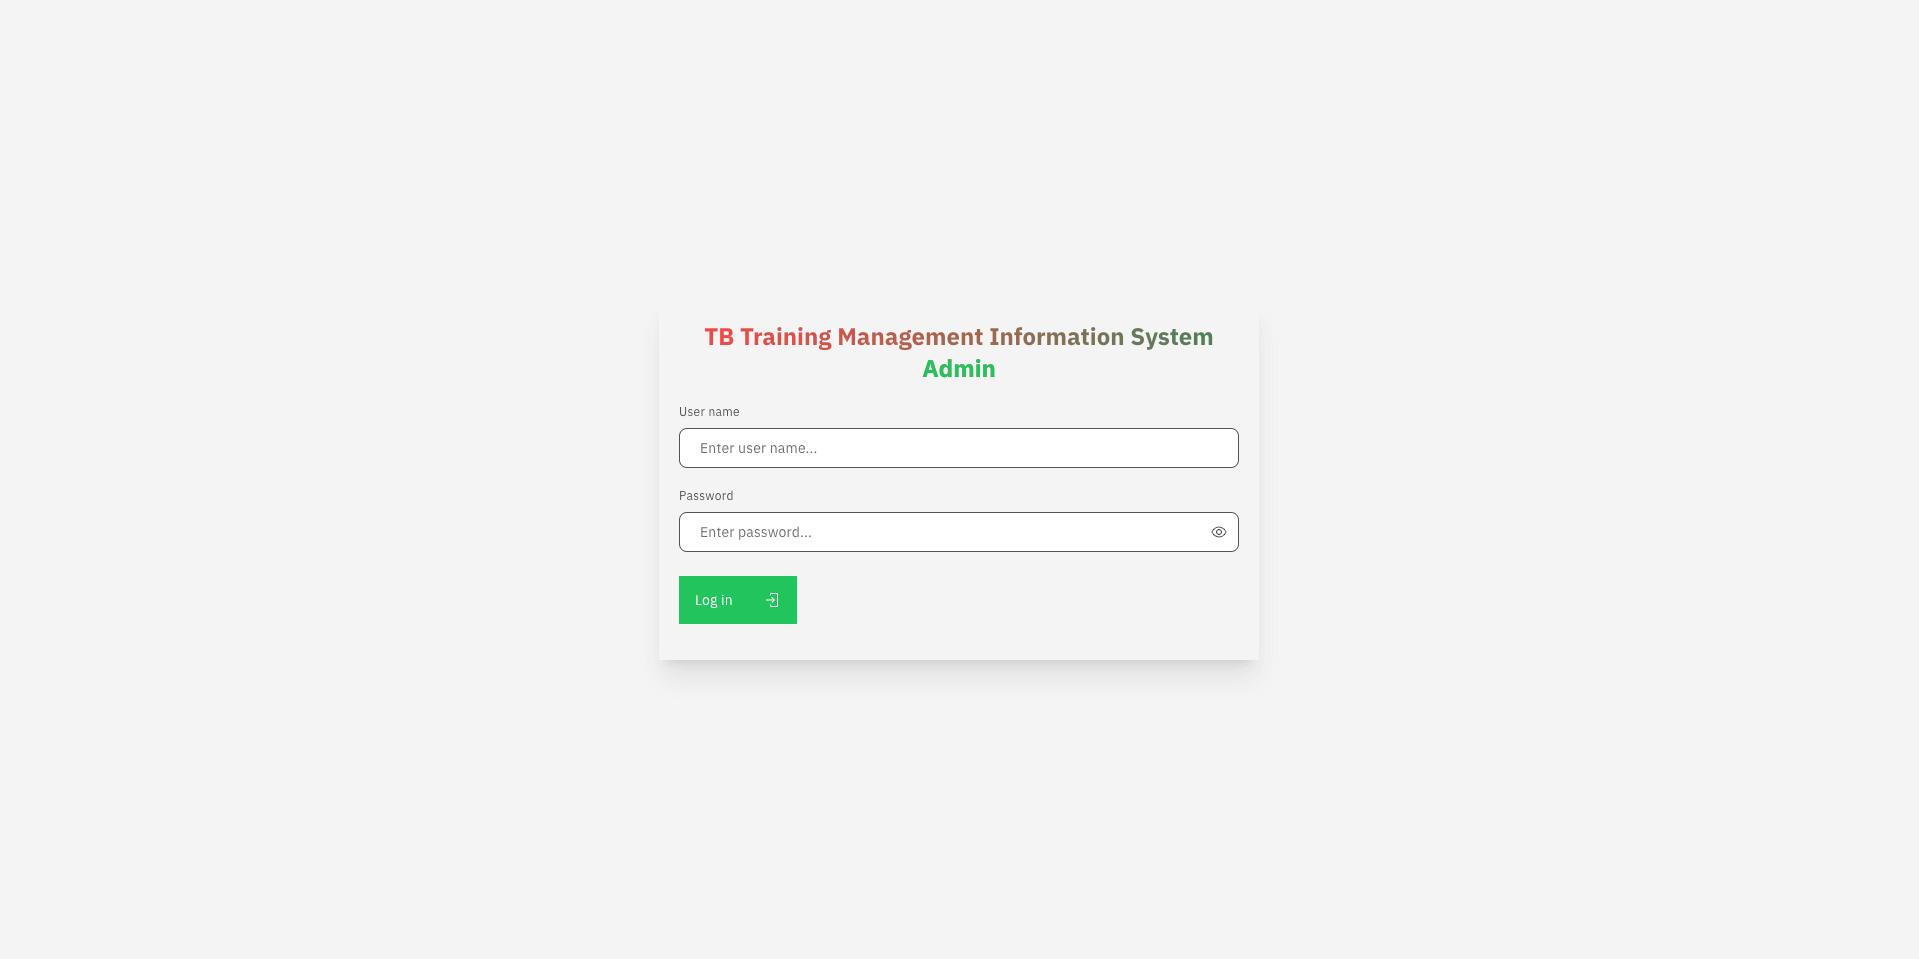 TB Training Management Information System
Admin
User name
Enter user name...
Password
Enter password...
Log in